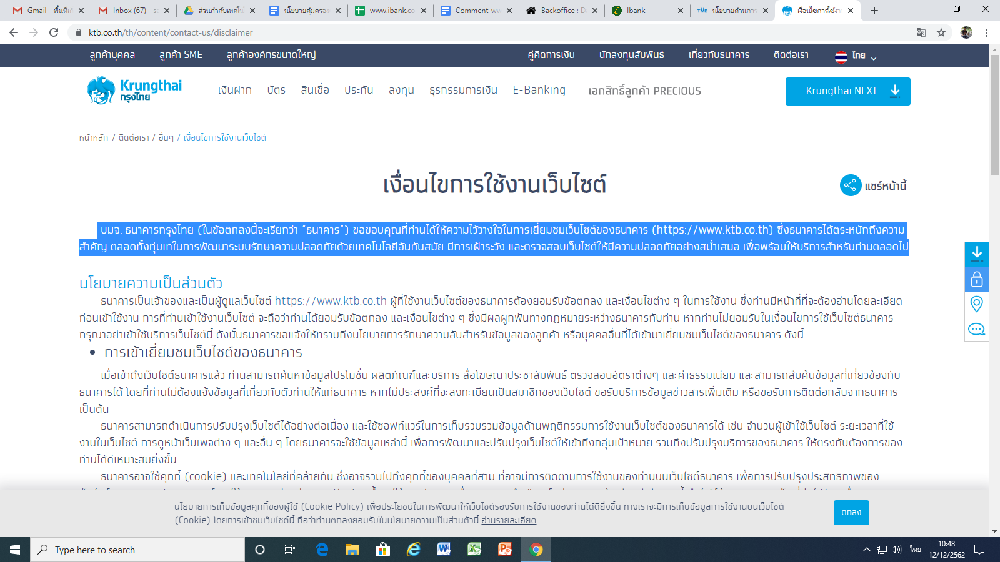 Gmail - พื้นที่เก็
Inbox (67) - sa
ส่วนกำกับเทคโน
นโยบายคุ้มครอง
www.ibank.co
Comment-ww
Backoffice : D
Ibank
TMB นโยบายด้านการ
เงื่อนไขการใช้งา
ktb.co.th/th/content/contact-us/disclaimer
ลูกค้าบุคคล ลูกค้า SME ลูกค้าองค์กรขนาดใหญ่ คู่คิดการเงิน นักลงทุนสัมพันธ์ เกี่ยวกับธนาคาร ติดต่อเรา ไทย
Krungthai
กรุงไทย
เงินฝาก บัตร สินเชื่อ ประกัน ลงทุน ธุรกรรมการเงิน E-Banking เอกสิทธิ์ลูกค้า PRECIOUS Krungthai NEXT
หน้าหลัก / ติดต่อเรา / อื่นๆ / เงื่อนไขการใช้งานเว็บไซต์
เงื่อนไขการใช้งานเว็บไซต์
แชร์หน้านี้
บมจ. ธนาคารกรุงไทย (ในข้อตกลงนี้จะเรียกว่า “ธนาคาร”) ขอขอบคุณที่ท่านได้ให้ความไว้วางใจในการเยี่ยมชมเว็บไซต์ของธนาคาร (https://www.ktb.co.th) ซึ่งธนาคารได้ตระหนักถึงความ
สำคัญ ตลอดทั้งทุ่มเทในการพัฒนาระบบรักษาความปลอดภัยด้วยเทคโนโลยีอันทันสมัย มีการเฝ้าระวัง และตรวจสอบเว็บไซต์ให้มีความปลอดภัยอย่างสม่ำเสมอ เพื่อพร้อมให้บริการสำหรับท่านตลอดไป
นโยบายความเป็นส่วนตัว
ธนาคารเป็นเจ้าของและเป็นผู้ดูแลเว็บไซต์ https://www.ktb.co.th ผู้ที่ใช้งานเว็บไซต์ของธนาคารต้องยอมรับข้อตกลง และเงื่อนไขต่าง ๆ ในการใช้งาน ซึ่งท่านมีหน้าที่ที่จะต้องอ่านโดยละเอียด
ก่อนเข้าใช้งาน การที่ท่านเข้าใช้งานเว็บไซต์ จะถือว่าท่านได้ยอมรับข้อตกลง และเงื่อนไขต่าง ๆ ซึ่งมีผลผูกพันทางกฎหมายระหว่างธนาคารกับท่าน หากท่านไม่ยอมรับในเงื่อนไขการใช้เว็บไซต์ธนาคาร
กรุณาอย่าเข้าใช้บริการเว็บไซต์นี้ ดังนั้นธนาคารขอแจ้งให้ทราบถึงนโยบายการรักษาความลับสำหรับข้อมูลของลูกค้า หรือบุคคลอื่นที่ได้เข้ามาเยี่ยมชมเว็บไซต์ของธนาคาร ดังนี้
• การเข้าเยี่ยมชมเว็บไซต์ของธนาคาร
เมื่อเข้าถึงเว็บไซต์ธนาคารแล้ว ท่านสามารถค้นหาข้อมูลโปรโมชั่น ผลิตภัณฑ์และบริการ สื่อโฆษณาประชาสัมพันธ์ ตรวจสอบอัตราต่างๆ และค่าธรรมเนียม และสามารถสืบค้นข้อมูลที่เกี่ยวข้องกับ
ธนาคารได้ โดยที่ท่านไม่ต้องแจ้งข้อมูลที่เกี่ยวกับตัวท่านให้แก่ธนาคาร หากไม่ประสงค์ที่จะลงทะเบียนเป็นสมาชิกของเว็บไซต์ ขอรับบริการข้อมูลข่าวสารเพิ่มเติม หรือขอรับการติดต่อกลับจากธนาคาร
เป็นต้น
ธนาคารสามารถดำเนินการปรับปรุงเว็บไซต์ได้อย่างต่อเนื่อง และใช้ซอฟท์แวร์ในการเก็บรวบรวมข้อมูลด้านพฤติกรรมการใช้งานเว็บไซต์ของธนาคารได้ เช่น จำนวนผู้เข้าใช้เว็บไซต์ ระยะเวลาที่ใช้
งานในเว็บไซต์ การดูหน้าเว็บเพจต่าง ๆ และอื่น ๆ โดยธนาคารจะใช้ข้อมูลเหล่านี้ เพื่อการพัฒนาและปรับปรุงเว็บไซต์ให้เข้าถึงกลุ่มเป้าหมาย รวมถึงปรับปรุงบริการของธนาคาร ให้ตรงกับต้องการของ
ท่านได้ดีเหมาะสมยิ่งขึ้น
ธนาคารอาจใช้คุกกี้ (cookie) และเทคโนโลยีที่คล้ายกัน ซึ่งอาจรวมไปถึงคุกกี้ของบุคคลที่สาม ที่อาจมีการติดตามการใช้งานของท่านบนเว็บไซต์ธนาคาร เพื่อการปรับปรุงประสิทธิภาพของ
นโยบายการเก็บข้อมูลคุกกี้ของผู้ใช้ (Cookie Policy) เพื่อประโยชน์ในการพัฒนาให้เว็บไซต์รองรับการใช้งานของท่านได้ดียิ่งขึ้น ทางเราจะมีการเก็บข้อมูลการใช้งานบนเว็บไซต์
(Cookie) โดยการเข้าชมเว็บไซต์นี้ ถือว่าท่านตกลงยอมรับในนโยบายความเป็นส่วนตัวนี้ อ่านรายละเอียด
ตกลง
Type here to search
ไทย
10:48
12/12/2562